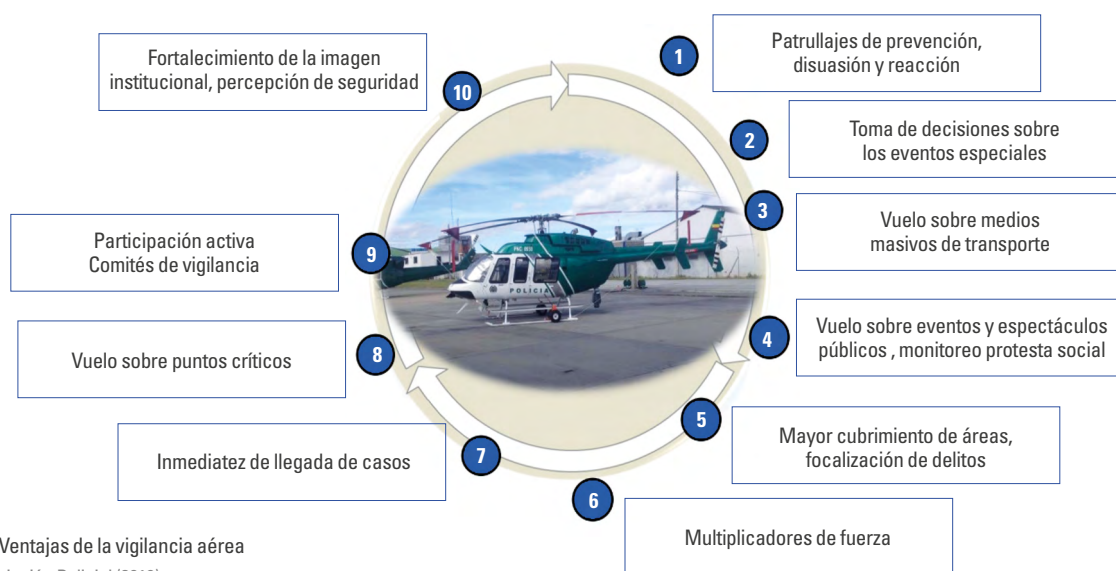 1
Patrullajes de prevención,
disuasión y reacción
2
Toma de decisiones sobre
los eventos especiales
3
Vuelo sobre medios
masivos de transporte
4
Vuelo sobre eventos y espectáculos
públicos , monitoreo protesta social
5
Mayor cubrimiento de áreas,
focalización de delitos
6
Multiplicadores de fuerza
7
Inmediatez de llegada de casos
8
Vuelo sobre puntos críticos
9
Participación activa
Comités de vigilancia
10
Fortalecimiento de la imagen
institucional, percepción de seguridad
POLICIA
Ventajas de la vigilancia aérea